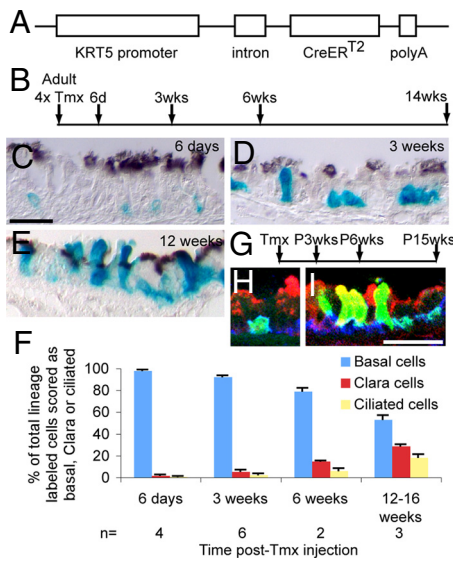 A
KRT5 promoter intron CreERT2 polyA
B
Adult
4x Tmx 6d 3wks 6wks 14wks
C 6 days
D 3 weeks
E 12 weeks
G Tmx P3wks P6wks P15wks
H I
F
% of total lineage
labeled cells scored as
basal, Clara or ciliated
100
80
60
40
20
0
Basal cells
Clara cells
Ciliated cells
6 days 3 weeks 6 weeks 12-16
weeks
n= 4 6 2 3
Time post-Tmx injection